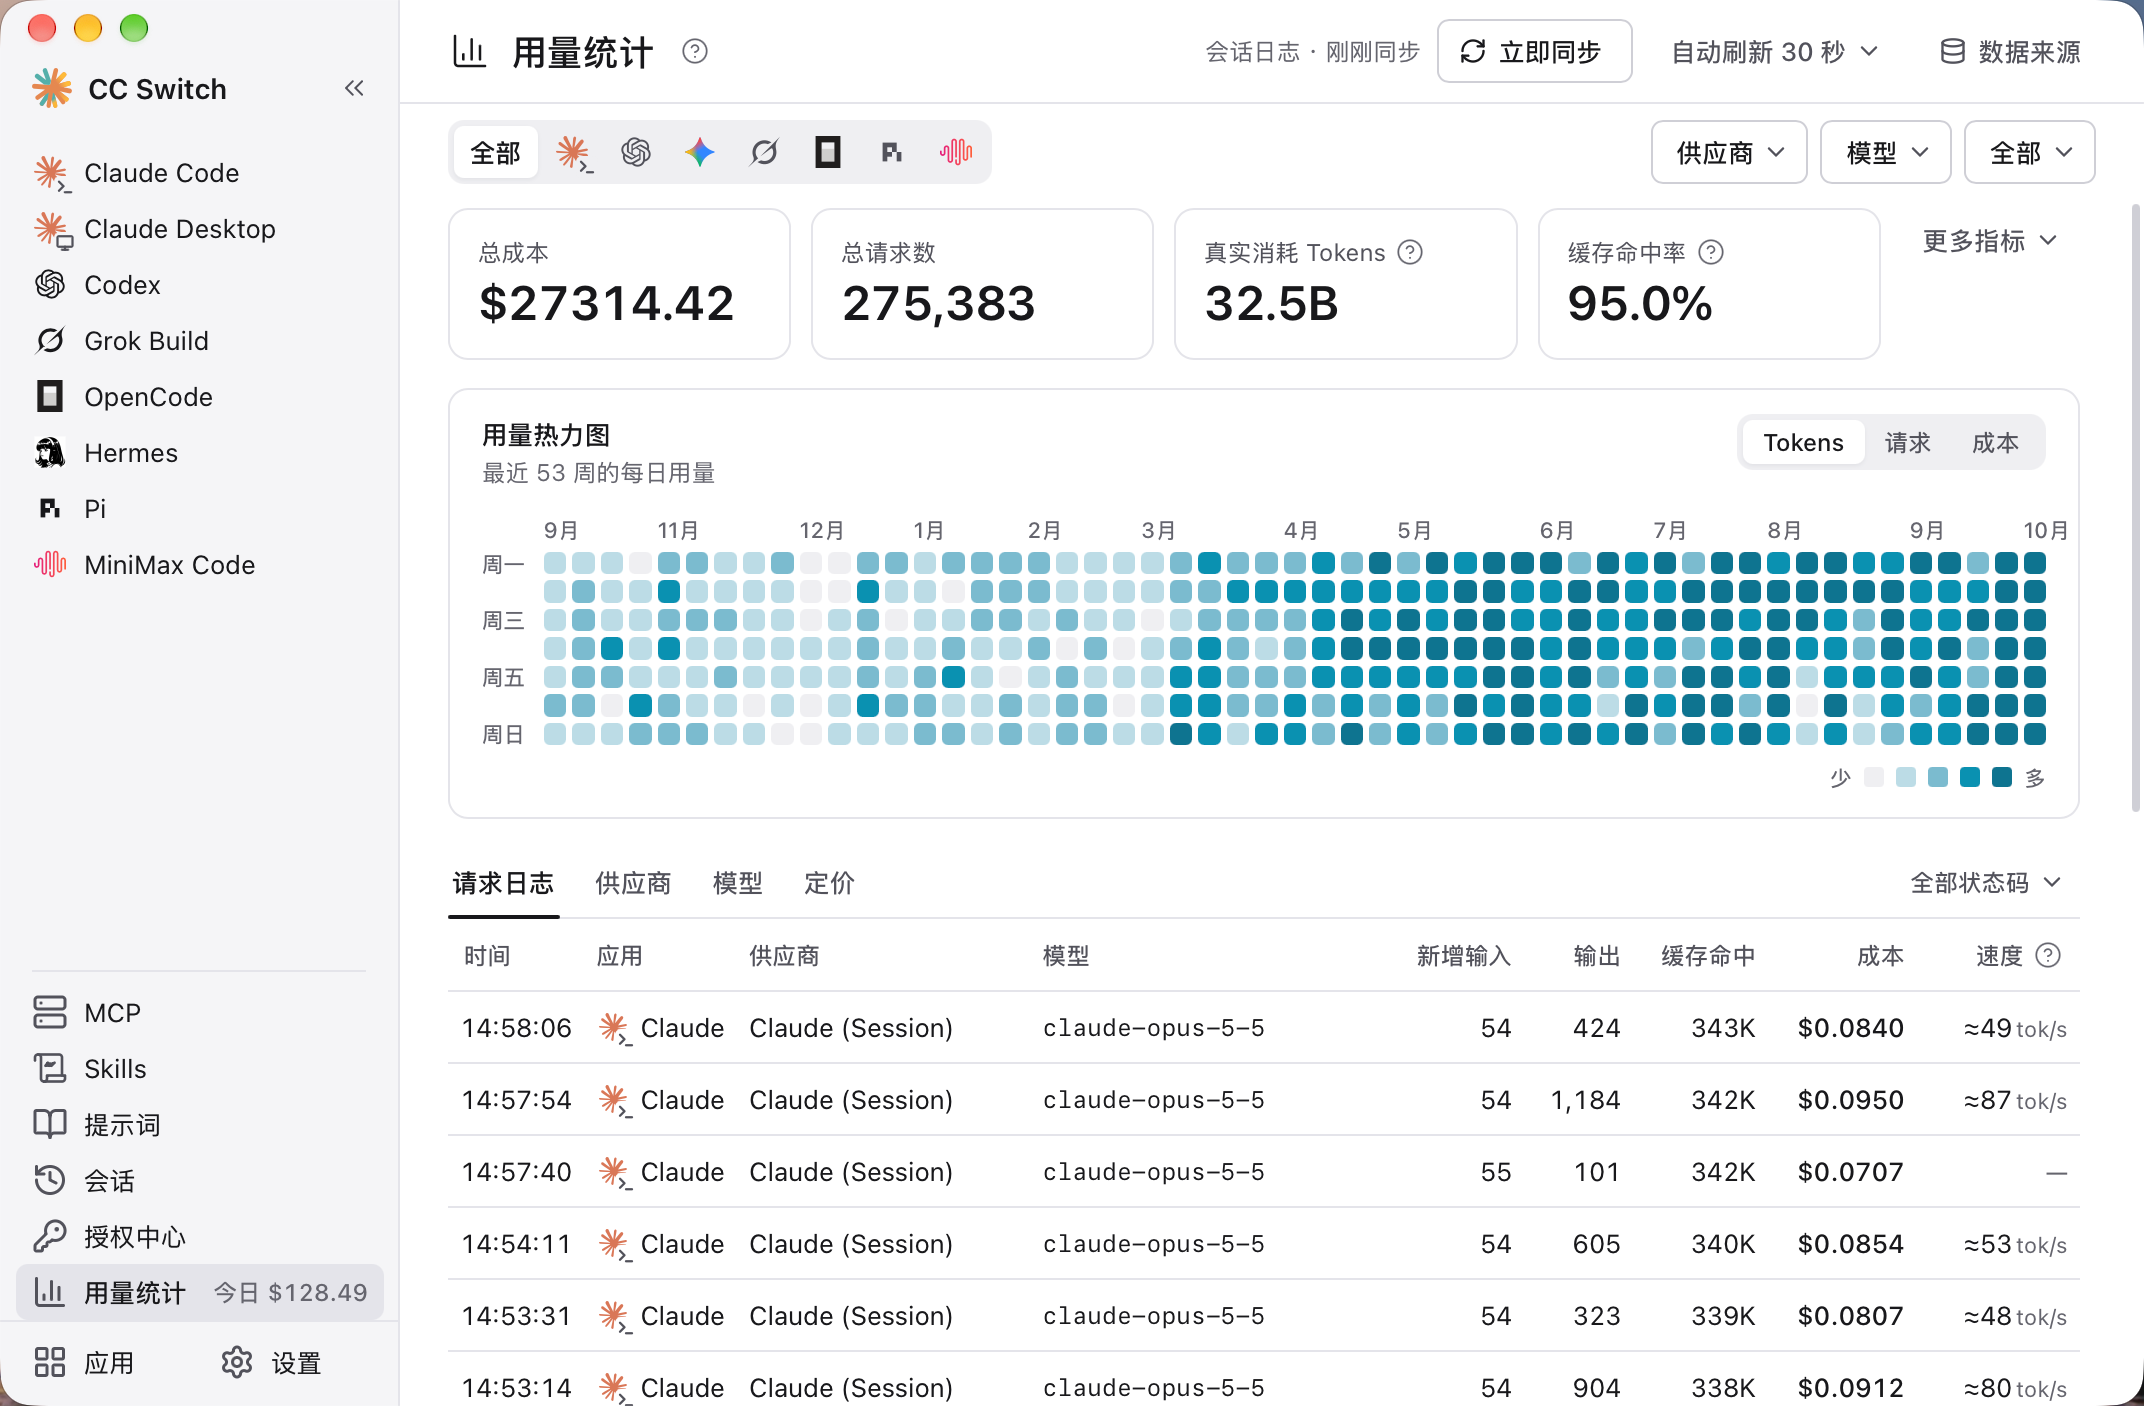 CC Switch
Claude Code
Claude Desktop
Codex
Grok Build
OpenCode
Hermes
Pi
MiniMax Code
MCP
Skills
提示词
会话
授权中心
用量统计 今日 $128.49
应用 设置
用量统计
会话日志 · 刚刚同步 立即同步 自动刷新 30 秒 数据来源
全部
供应商 模型 全部
总成本
$27314.42
总请求数
275,383
真实消耗 Tokens
32.5B
缓存命中率
95.0%
更多指标
用量热力图
最近 53 周的每日用量
Tokens 请求 成本
9月 11月 12月 1月 2月 3月 4月 5月 6月 7月 8月 9月 10月
周一
周三
周五
周日
少 多
请求日志 供应商 模型 定价
全部状态码
时间 应用 供应商 模型 新增输入 输出 缓存命中 成本 速度
14:58:06 Claude Claude (Session) claude-opus-5-5 54 424 343K $0.0840 ≈49 tok/s
14:57:54 Claude Claude (Session) claude-opus-5-5 54 1,184 342K $0.0950 ≈87 tok/s
14:57:40 Claude Claude (Session) claude-opus-5-5 55 101 342K $0.0707 —
14:54:11 Claude Claude (Session) claude-opus-5-5 54 605 340K $0.0854 ≈53 tok/s
14:53:31 Claude Claude (Session) claude-opus-5-5 54 323 339K $0.0807 ≈48 tok/s
14:53:14 Claude Claude (Session) claude-opus-5-5 54 904 338K $0.0912 ≈80 tok/s